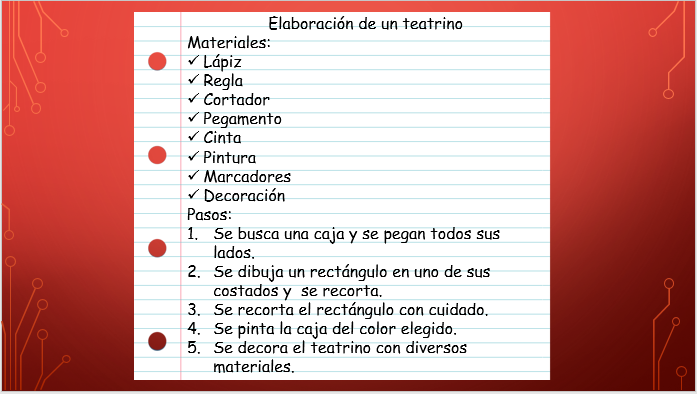 Elaboración de un teatrino
Materiales:
✓ Lápiz
✓ Regla
✓ Cortador
✓ Pegamento
✓ Cinta
✓ Pintura
✓ Marcadores
✓ Decoración
Pasos:
1. Se busca una caja y se pegan todos sus
lados.
2. Se dibuja un rectángulo en uno de sus
costados y  se recorta.
3. Se recorta el rectángulo con cuidado.
4. Se pinta la caja del color elegido.
5. Se decora el teatrino con diversos
materiales.